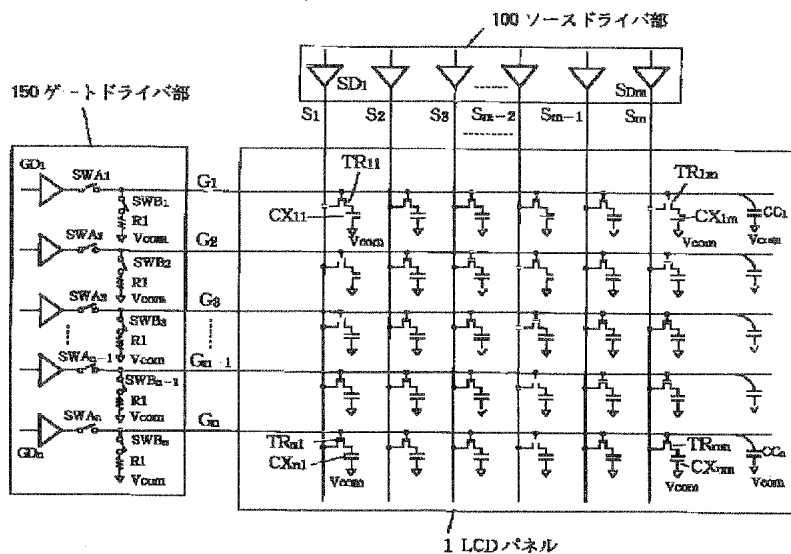 100 ソースドライバ部
SD1
SDm
S1 S2 S3 Sm-2 Sm-1 Sm
150 ゲートドライバ部
GD1
SWA1
G1
SWB1
R1
Vcom
TR11
CX11
Vcom
TR1m
CX1m
Vcom
CC1
Vcom
SWA2
G2
SWB2
R1
Vcom
SWA3
G3
SWB3
R1
Vcom
SWAn-1
Gn-1
SWBn-1
R1
Vcom
SWAn
Gn
GDn
SWBn
R1
Vcom
TRn1
CXn1
Vcom
TRnm
CXnm
Vcom
CCn
Vcom
1 LCDパネル